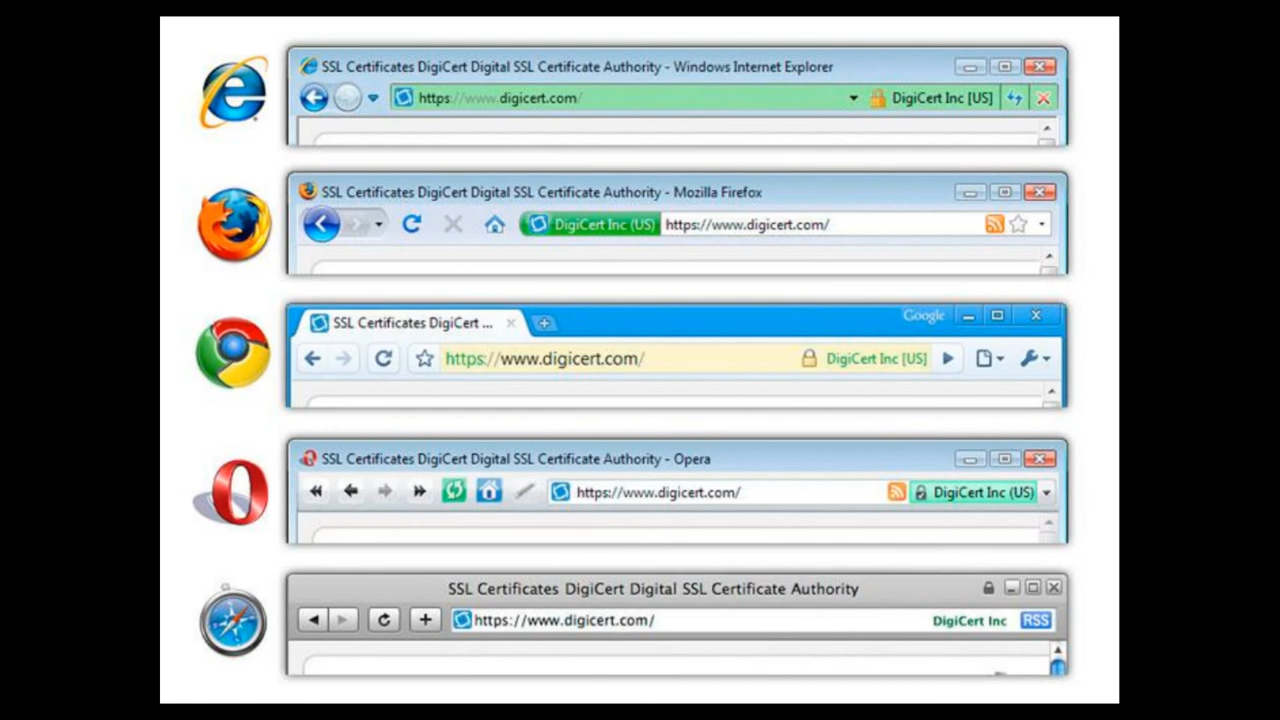 SSL Certificates DigiCert Digital SSL Certificate Authority - Windows Internet Explorer
https://www.digicert.com/ DigiCert Inc [US]
SSL Certificates DigiCert Digital SSL Certificate Authority - Mozilla Firefox
DigiCert Inc (US) https://www.digicert.com/
SSL Certificates DigiCert ... Google
https://www.digicert.com/ DigiCert Inc [US]
SSL Certificates DigiCert Digital SSL Certificate Authority - Opera
https://www.digicert.com/ DigiCert Inc (US)
SSL Certificates DigiCert Digital SSL Certificate Authority
https://www.digicert.com/ DigiCert Inc RSS